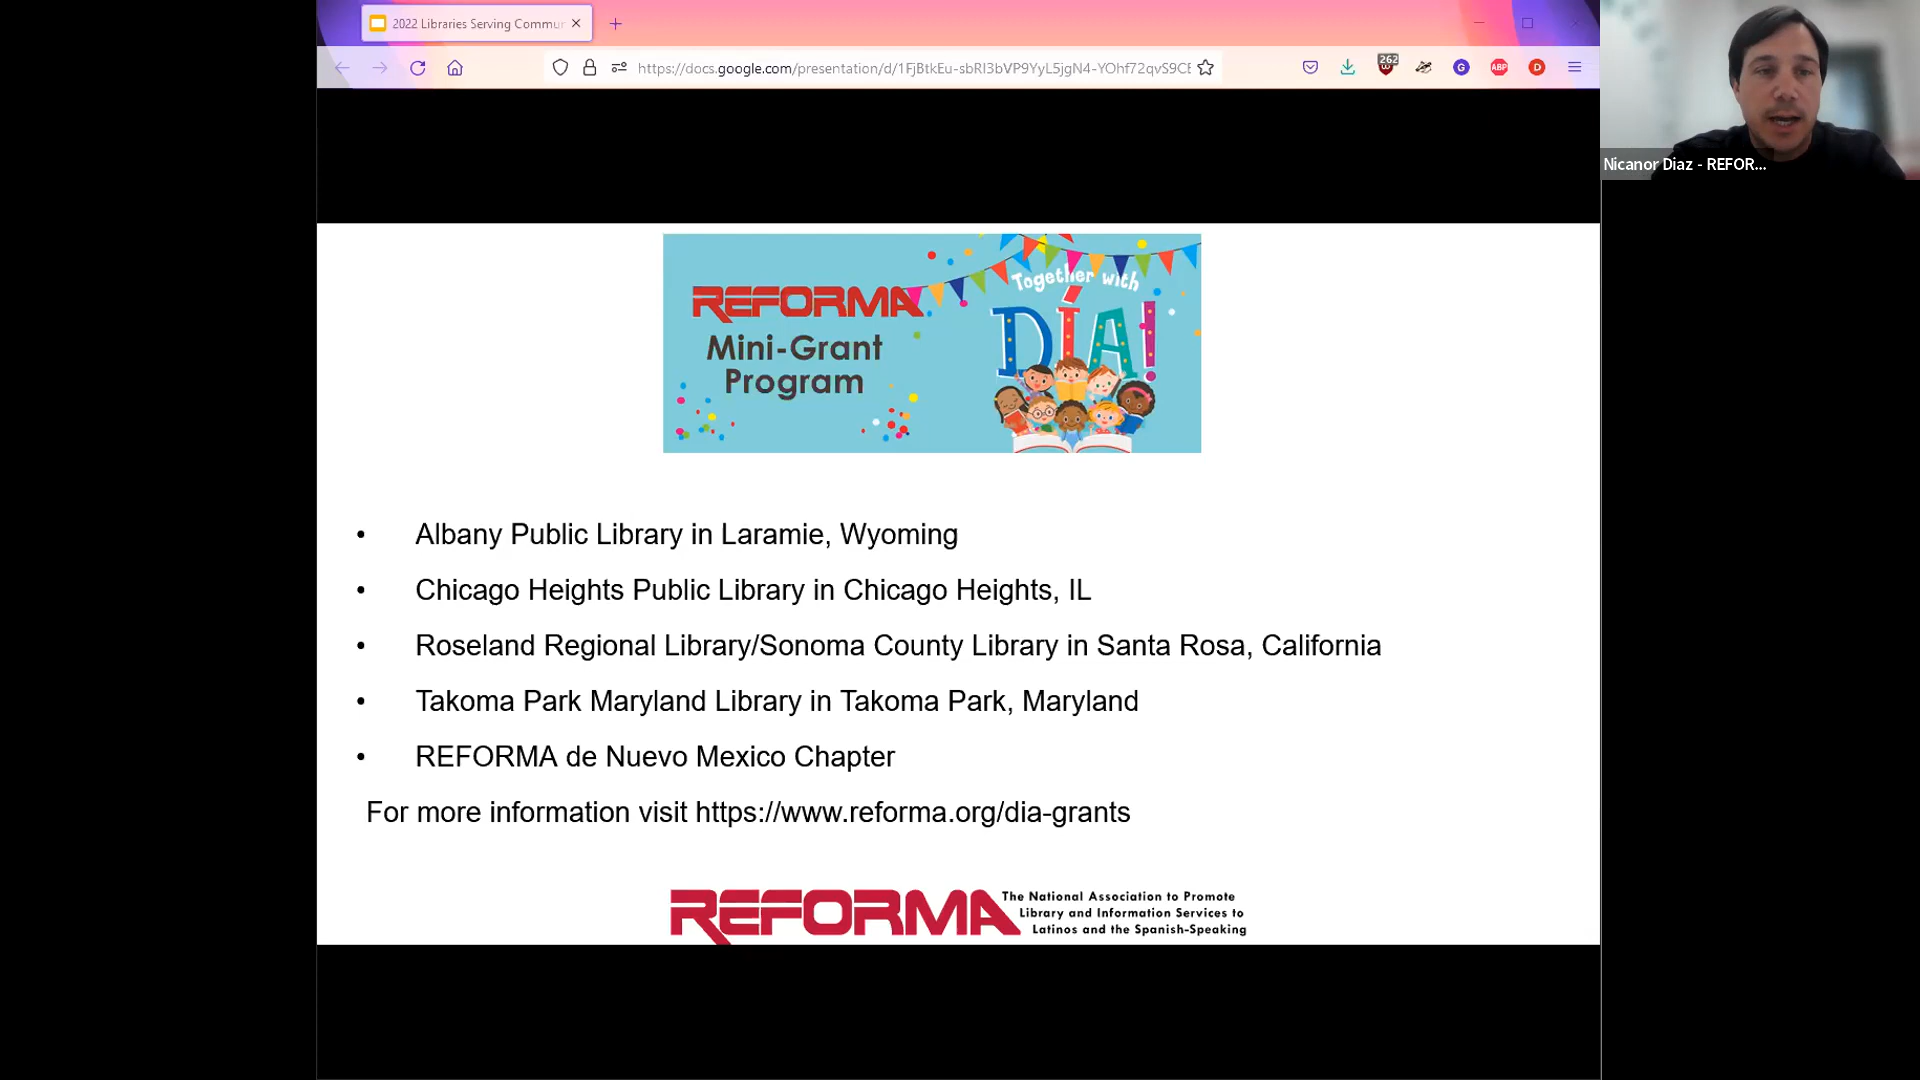 2022 Libraries Serving Commun
https://docs.google.com/presentation/d/1FjBtkEu-sbRI3bVP9YyL5jgN4-YOhf72qvS9CE
262
G
ABP
D
Nicanor Diaz - REFOR...
Together with
DÍA!
REFORMA
Mini-Grant
Program
• Albany Public Library in Laramie, Wyoming
• Chicago Heights Public Library in Chicago Heights, IL
• Roseland Regional Library/Sonoma County Library in Santa Rosa, California
• Takoma Park Maryland Library in Takoma Park, Maryland
• REFORMA de Nuevo Mexico Chapter
For more information visit https://www.reforma.org/dia-grants
REFORMA
The National Association to Promote
Library and Information Services to
Latinos and the Spanish-Speaking